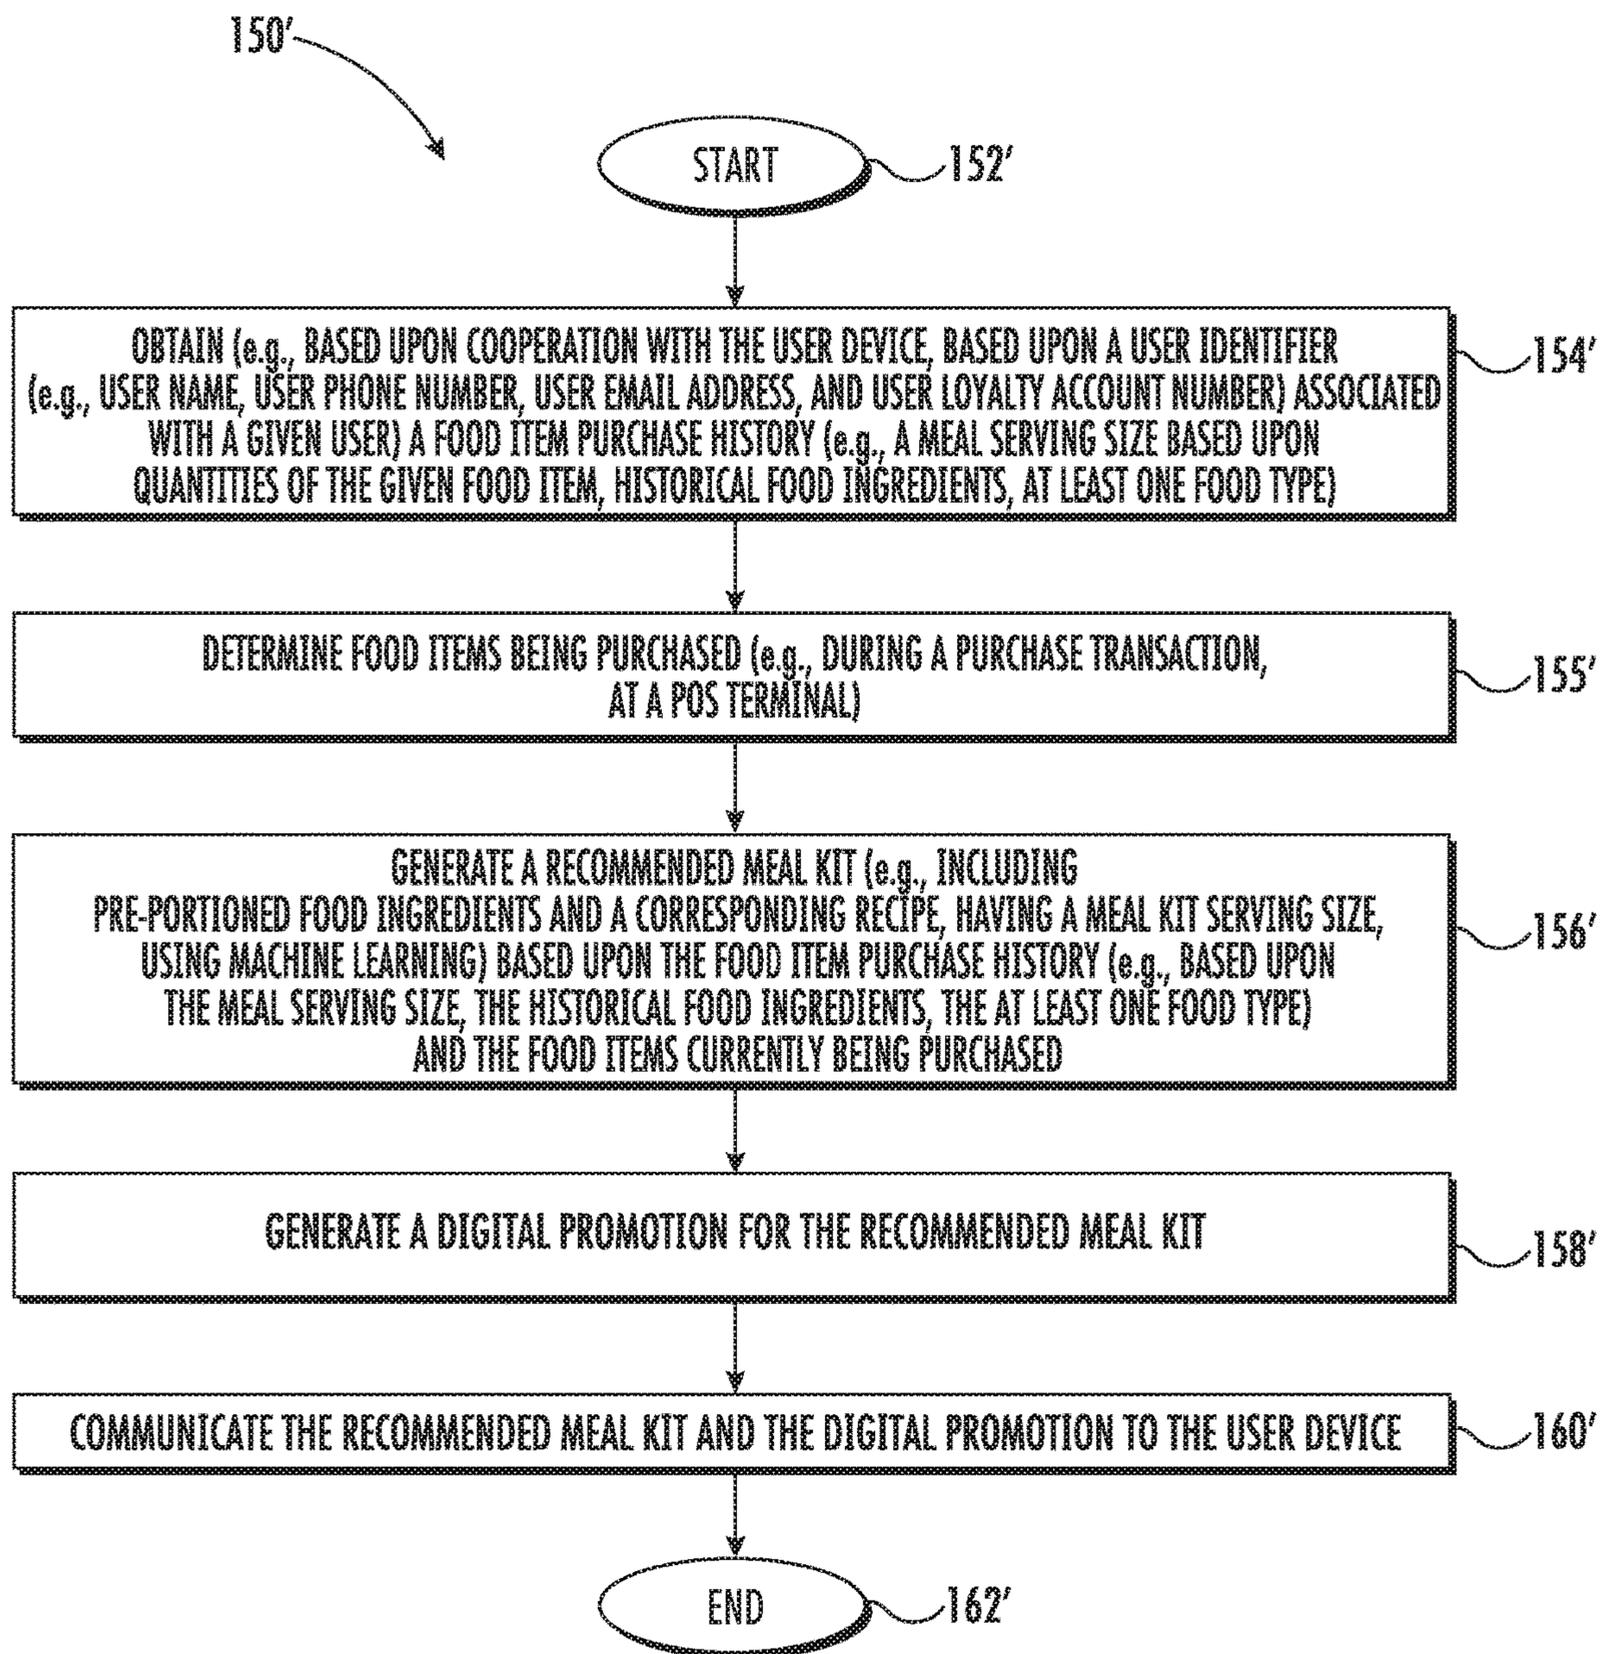 150'
START
152'
OBTAIN (e.g., BASED UPON COOPERATION WITH THE USER DEVICE, BASED UPON A USER IDENTIFIER
(e.g., USER NAME, USER PHONE NUMBER, USER EMAIL ADDRESS, AND USER LOYALTY ACCOUNT NUMBER) ASSOCIATED
WITH A GIVEN USER) A FOOD ITEM PURCHASE HISTORY (e.g., A MEAL SERVING SIZE BASED UPON
QUANTITIES OF THE GIVEN FOOD ITEM, HISTORICAL FOOD INGREDIENTS, AT LEAST ONE FOOD TYPE)
154'
DETERMINE FOOD ITEMS BEING PURCHASED (e.g., DURING A PURCHASE TRANSACTION,
AT A POS TERMINAL)
155'
GENERATE A RECOMMENDED MEAL KIT (e.g., INCLUDING
PRE-PORTIONED FOOD INGREDIENTS AND A CORRESPONDING RECIPE, HAVING A MEAL KIT SERVING SIZE,
USING MACHINE LEARNING) BASED UPON THE FOOD ITEM PURCHASE HISTORY (e.g., BASED UPON
THE MEAL SERVING SIZE, THE HISTORICAL FOOD INGREDIENTS, THE AT LEAST ONE FOOD TYPE)
AND THE FOOD ITEMS CURRENTLY BEING PURCHASED
156'
GENERATE A DIGITAL PROMOTION FOR THE RECOMMENDED MEAL KIT
158'
COMMUNICATE THE RECOMMENDED MEAL KIT AND THE DIGITAL PROMOTION TO THE USER DEVICE
160'
END
162'